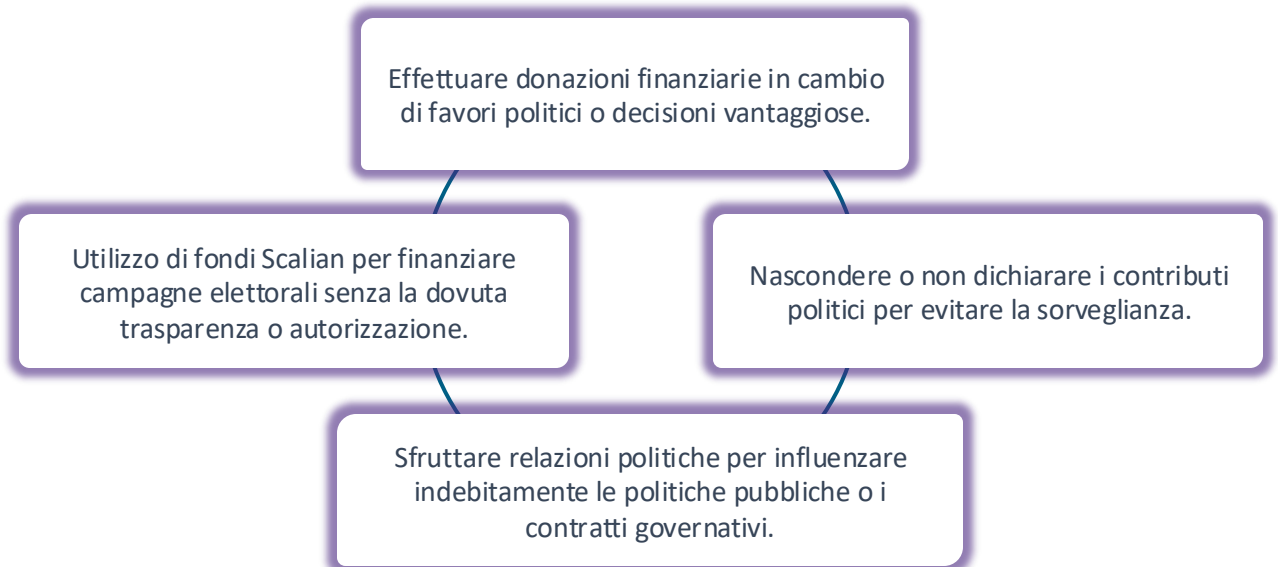 Effettuare donazioni finanziarie in cambio
di favori politici o decisioni vantaggiose.
Utilizzo di fondi Scalian per finanziare
campagne elettorali senza la dovuta
trasparenza o autorizzazione.
Nascondere o non dichiarare i contributi
politici per evitare la sorveglianza.
Sfruttare relazioni politiche per influenzare
indebitamente le politiche pubbliche o i
contratti governativi.